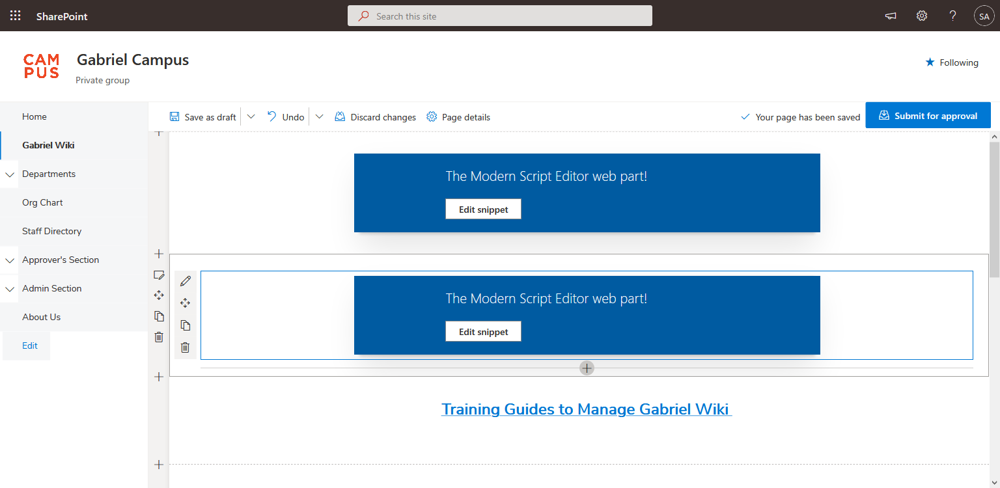 SharePoint
Search this site
?
SA
CAM
PUS
Gabriel Campus
Private group
Following
Home
Gabriel Wiki
Departments
Org Chart
Staff Directory
Approver's Section
Admin Section
About Us
Edit
Save as draft
Undo
Discard changes
Page details
Your page has been saved
Submit for approval
The Modern Script Editor web part!
Edit snippet
The Modern Script Editor web part!
Edit snippet
Training Guides to Manage Gabriel Wiki